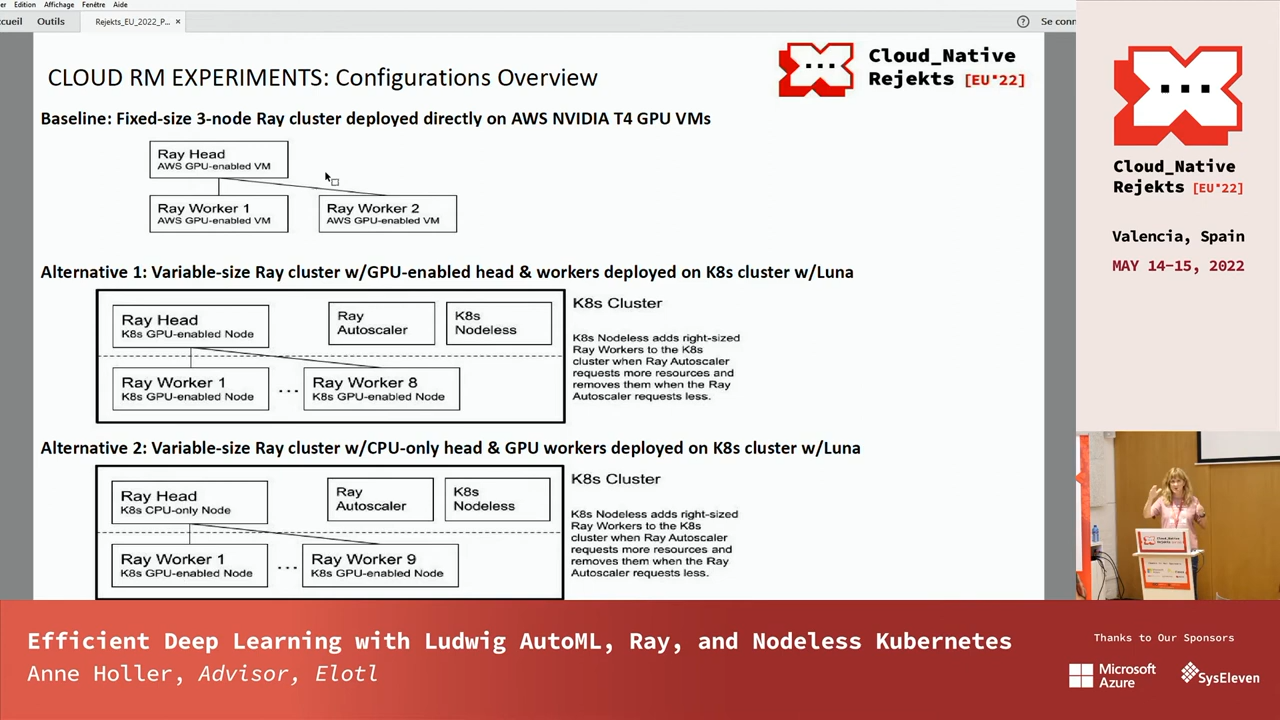 er Affichage Fenêtre Aide
ccueil Outils Rejekts_EU_2022_P... × ? Se conn
CLOUD RM EXPERIMENTS: Configurations Overview
Cloud_Native
Rejekts [EU'22]
Baseline: Fixed-size 3-node Ray cluster deployed directly on AWS NVIDIA T4 GPU VMs
Ray Head
AWS GPU-enabled VM
Ray Worker 1
AWS GPU-enabled VM
Ray Worker 2
AWS GPU-enabled VM
Alternative 1: Variable-size Ray cluster w/GPU-enabled head & workers deployed on K8s cluster w/Luna
Ray Head
K8s GPU-enabled Node
Ray
Autoscaler
K8s
Nodeless
Ray Worker 1
K8s GPU-enabled Node
...
Ray Worker 8
K8s GPU-enabled Node
K8s Cluster
K8s Nodeless adds right-sized
Ray Workers to the K8s
cluster when Ray Autoscaler
requests more resources and
removes them when the Ray
Autoscaler requests less.
Alternative 2: Variable-size Ray cluster w/CPU-only head & GPU workers deployed on K8s cluster w/Luna
Ray Head
K8s CPU-only Node
Ray
Autoscaler
K8s
Nodeless
Ray Worker 1
K8s GPU-enabled Node
...
Ray Worker 9
K8s GPU-enabled Node
K8s Cluster
K8s Nodeless adds right-sized
Ray Workers to the K8s
cluster when Ray Autoscaler
requests more resources and
removes them when the Ray
Autoscaler requests less.
Cloud_Native
Rejekts [EU'22]
Valencia, Spain
MAY 14-15, 2022
Efficient Deep Learning with Ludwig AutoML, Ray, and Nodeless Kubernetes
Anne Holler, Advisor, Elotl
Thanks to Our Sponsors
Microsoft
Azure
SysEleven